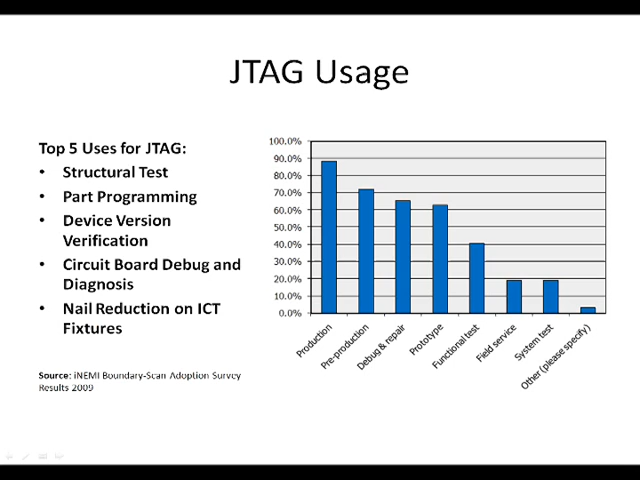 JTAG Usage
Top 5 Uses for JTAG:
• Structural Test
• Part Programming
• Device Version
Verification
• Circuit Board Debug and
Diagnosis
• Nail Reduction on ICT
Fixtures
Source: iNEMI Boundary-Scan Adoption Survey
Results 2009
100.0%
90.0%
80.0%
70.0%
60.0%
50.0%
40.0%
30.0%
20.0%
10.0%
0.0%
Production
Pre-production
Debug & repair
Prototype
Functional test
Field service
System test
Other (please specify)